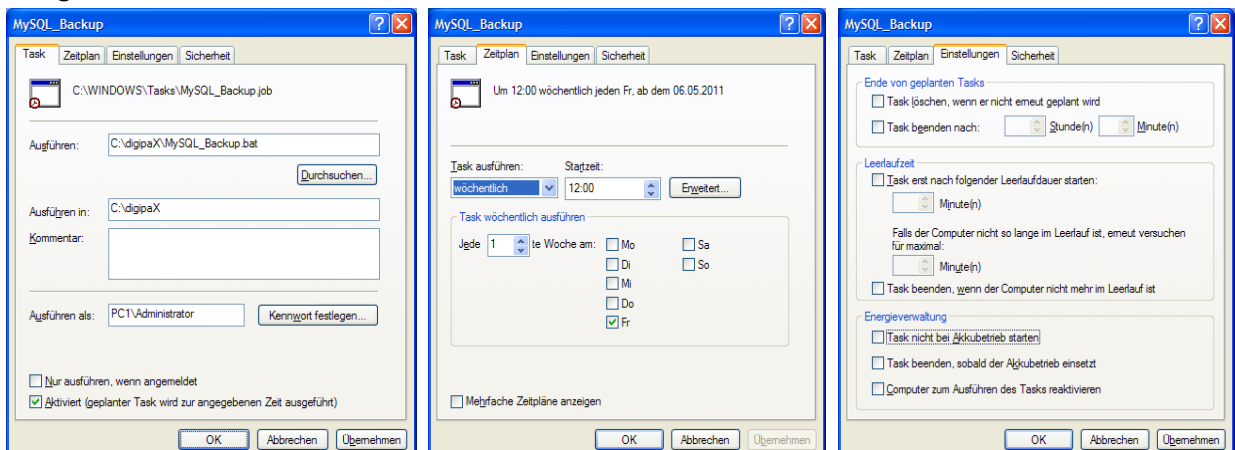 MySQL_Backup
Task Zeitplan Einstellungen Sicherheit
C:\WINDOWS\Tasks\MySQL_Backup.job
Ausführen: C:\digipaX\MySQL_Backup.bat
Durchsuchen...
Ausführen in: C:\digipaX
Kommentar:
Ausführen als: PC1\Administrator Kennwort festlegen...
Nur ausführen, wenn angemeldet
Aktiviert (geplanter Task wird zur angegebenen Zeit ausgeführt)
OK Abbrechen Übernehmen
MySQL_Backup
Task Zeitplan Einstellungen Sicherheit
Um 12:00 wöchentlich jeden Fr, ab dem 06.05.2011
Task ausführen: Startzeit:
wöchentlich 12:00 Erweitert...
Task wöchentlich ausführen
Jede 1 te Woche am: Mo Sa
Di So
Mi
Do
Fr
Mehrfache Zeitpläne anzeigen
OK Abbrechen Übernehmen
MySQL_Backup
Task Zeitplan Einstellungen Sicherheit
Ende von geplanten Tasks
Task löschen, wenn er nicht erneut geplant wird
Task beenden nach: Stunde(n) Minute(n)
Leerlaufzeit
Task erst nach folgender Leerlaufdauer starten:
Minute(n)
Falls der Computer nicht so lange im Leerlauf ist, erneut versuchen
für maximal:
Minute(n)
Task beenden, wenn der Computer nicht mehr im Leerlauf ist
Energieverwaltung
Task nicht bei Akkubetrieb starten
Task beenden, sobald der Akkubetrieb einsetzt
Computer zum Ausführen des Tasks reaktivieren
OK Abbrechen Übernehmen